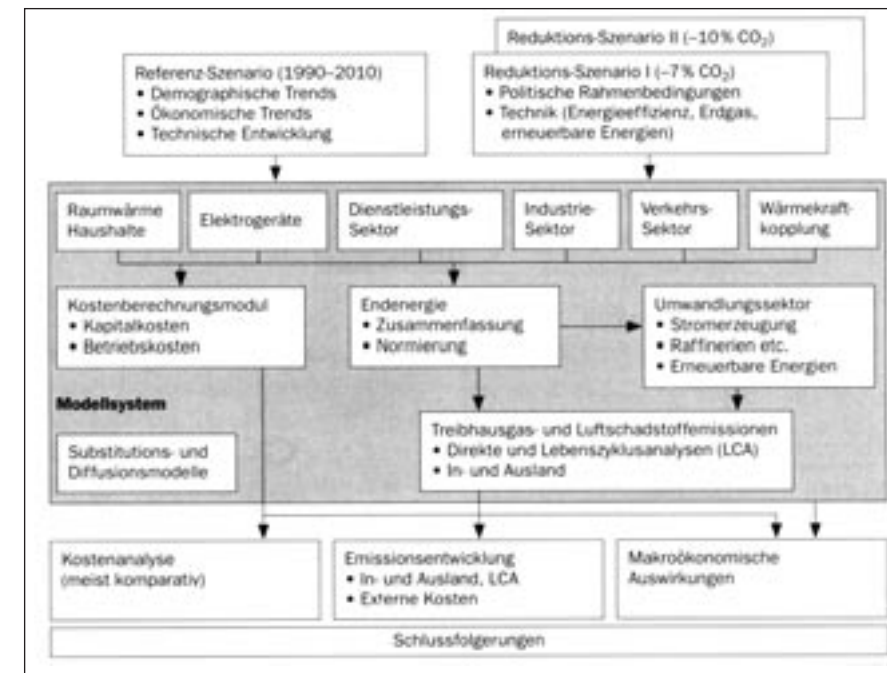 Reduktions-Szenario II (–10% CO₂)
Referenz-Szenario (1990–2010)
• Demographische Trends
• Ökonomische Trends
• Technische Entwicklung
Reduktions-Szenario I (–7% CO₂)
• Politische Rahmenbedingungen
• Technik (Energieeffizienz, Erdgas,
erneuerbare Energien)
Raumwärme
Haushalte
Elektrogeräte
Dienstleistungs-
Sektor
Industrie-
Sektor
Verkehrs-
Sektor
Wärmekraft-
kopplung
Kostenberechnungsmodul
• Kapitalkosten
• Betriebskosten
Endenergie
• Zusammenfassung
• Normierung
Umwandlungssektor
• Stromerzeugung
• Raffinerien etc.
• Erneuerbare Energien
Modellsystem
Substitutions- und
Diffusionsmodelle
Treibhausgas- und Luftschadstoffemissionen
• Direkte und Lebenszyklusanalysen (LCA)
• In- und Ausland
Kostenanalyse
(meist komparativ)
Emissionsentwicklung
• In- und Ausland, LCA
• Externe Kosten
Makroökonomische
Auswirkungen
Schlussfolgerungen